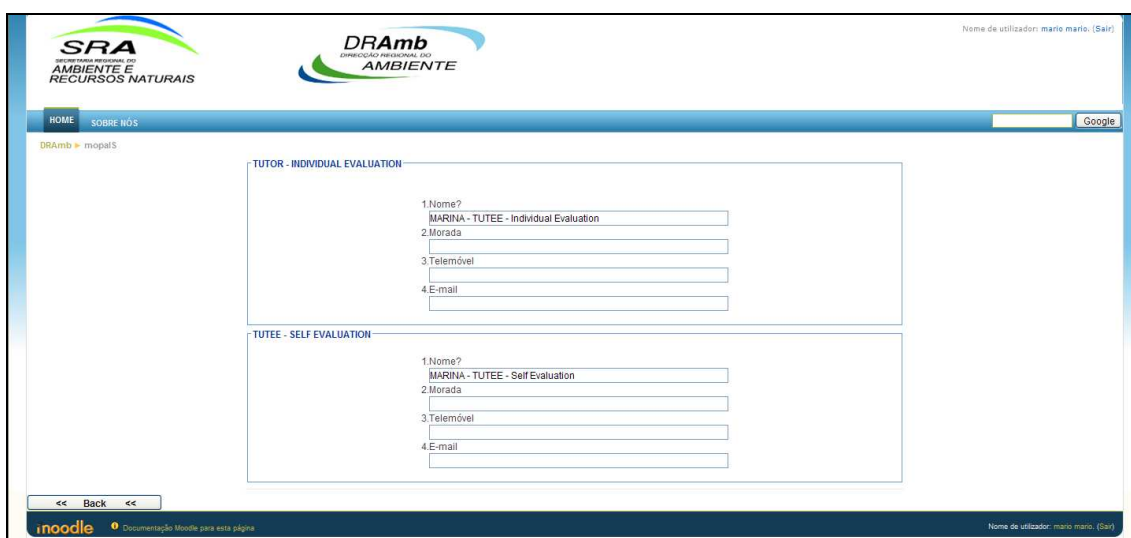 SRA
SECRETARIA REGIONAL DO
AMBIENTE E
RECURSOS NATURAIS
DRAmb
DIRECÇÃO REGIONAL DO
AMBIENTE
Nome de utilizador: mario mario. (Sair)
HOME SOBRE NÓS
Google
DRAmb ► mopaIS
TUTOR - INDIVIDUAL EVALUATION
1.Nome?
MARINA - TUTEE - Individual Evaluation
2.Morada
3.Telemóvel
4.E-mail
TUTEE - SELF EVALUATION
1.Nome?
MARINA - TUTEE - Self Evaluation
2.Morada
3.Telemóvel
4.E-mail
<< Back <<
moodle
Documentação Moodle para esta página
Nome de utilizador: mario mario. (Sair)